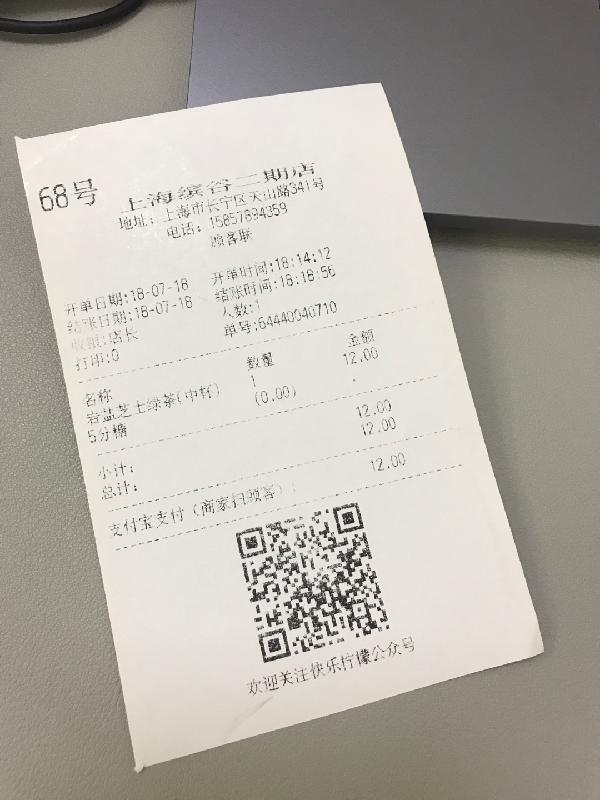 68号 上海缤谷二期店
地址：上海市长宁区天山路341号
电话：15857894359
顾客联
开单日期:18-07-18 开单时间:18:14:12
结账日期:18-07-18 结账时间:18:18:56
收银:店长 人数:1
打印:0 单号:64440040710
名称 数量 金额
岩盐芝士绿茶(中杯) 1 12.00
5分糖 (0.00)
小计： 12.00
总计： 12.00
支付宝支付（商家扫顾客）： 12.00
欢迎关注快乐柠檬公众号